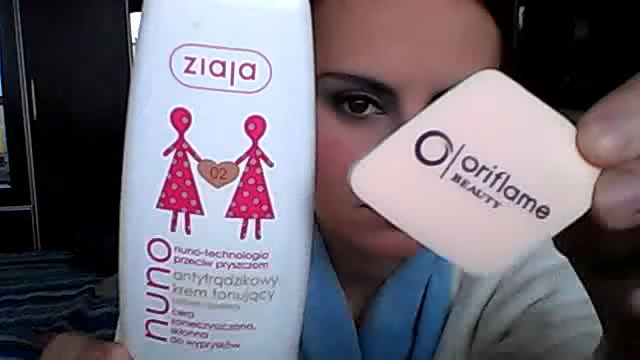 ziaja
02
nuno
nuno-technologia
przeciw pryszczom
antytrądzikowy
krem tonujący
cera
zanieczyszczona,
skłonna
do wyprysków
oriflame
BEAUTY